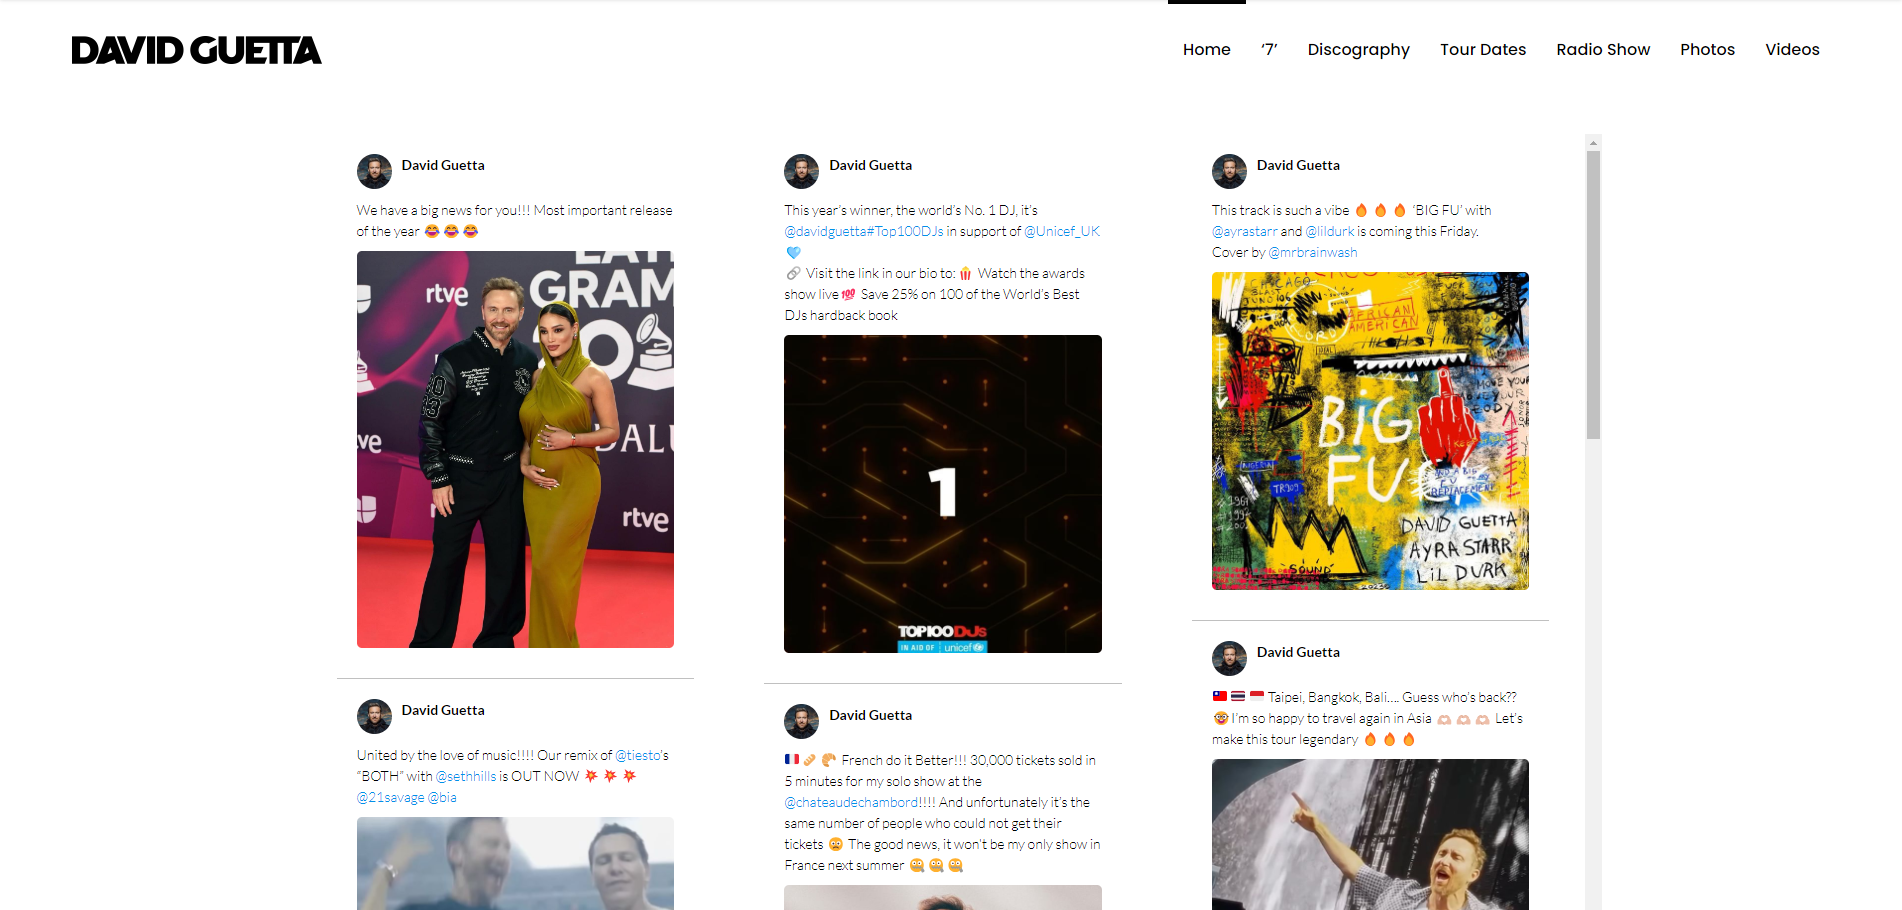 DAVID GUETTA
Home
‘7’
Discography
Tour Dates
Radio Show
Photos
Videos
David Guetta
We have a big news for you!!! Most important release
of the year 😂 😂 😂
LATIN
GRAM
rtve
DALU
rtve
David Guetta
United by the love of music!!!! Our remix of @tiesto's
“BOTH” with @sethhills is OUT NOW 💥 💥 💥
@21savage @bia
David Guetta
This year’s winner, the world’s No. 1 DJ, it’s
@davidguetta#Top100DJs in support of @Unicef_UK
🩵
🔗 Visit the link in our bio to: 🍿 Watch the awards
show live 💯 Save 25% on 100 of the World’s Best
DJs hardback book
1
TOP100DJs
IN AID OF unicef
David Guetta
🇫🇷 🥖 🥐 French do it Better!!! 30,000 tickets sold in
5 minutes for my solo show at the
@chateaudechambord!!!! And unfortunately it’s the
same number of people who could not get their
tickets 😢 The good news, it won’t be my only show in
France next summer 🤐 🤐 🤐
David Guetta
This track is such a vibe 🔥 🔥 🔥 ‘BIG FU’ with
@ayrastarr and @lildurk is coming this Friday.
Cover by @mrbrainwash
CHICAGO
AFRICAN
AMERICAN
MOVE YOUR
BODY
BiG
FU
TR909
REPLACEMENT
DAVID GUETTA
AYRA STARR
LiL DURK
SOUND
David Guetta
🇹🇼 🇹🇭 🇮🇩 Taipei, Bangkok, Bali…. Guess who’s back??
🤡 I’m so happy to travel again in Asia 🫶🏻 🫶🏻 🫶🏻 Let’s
make this tour legendary 🔥 🔥 🔥